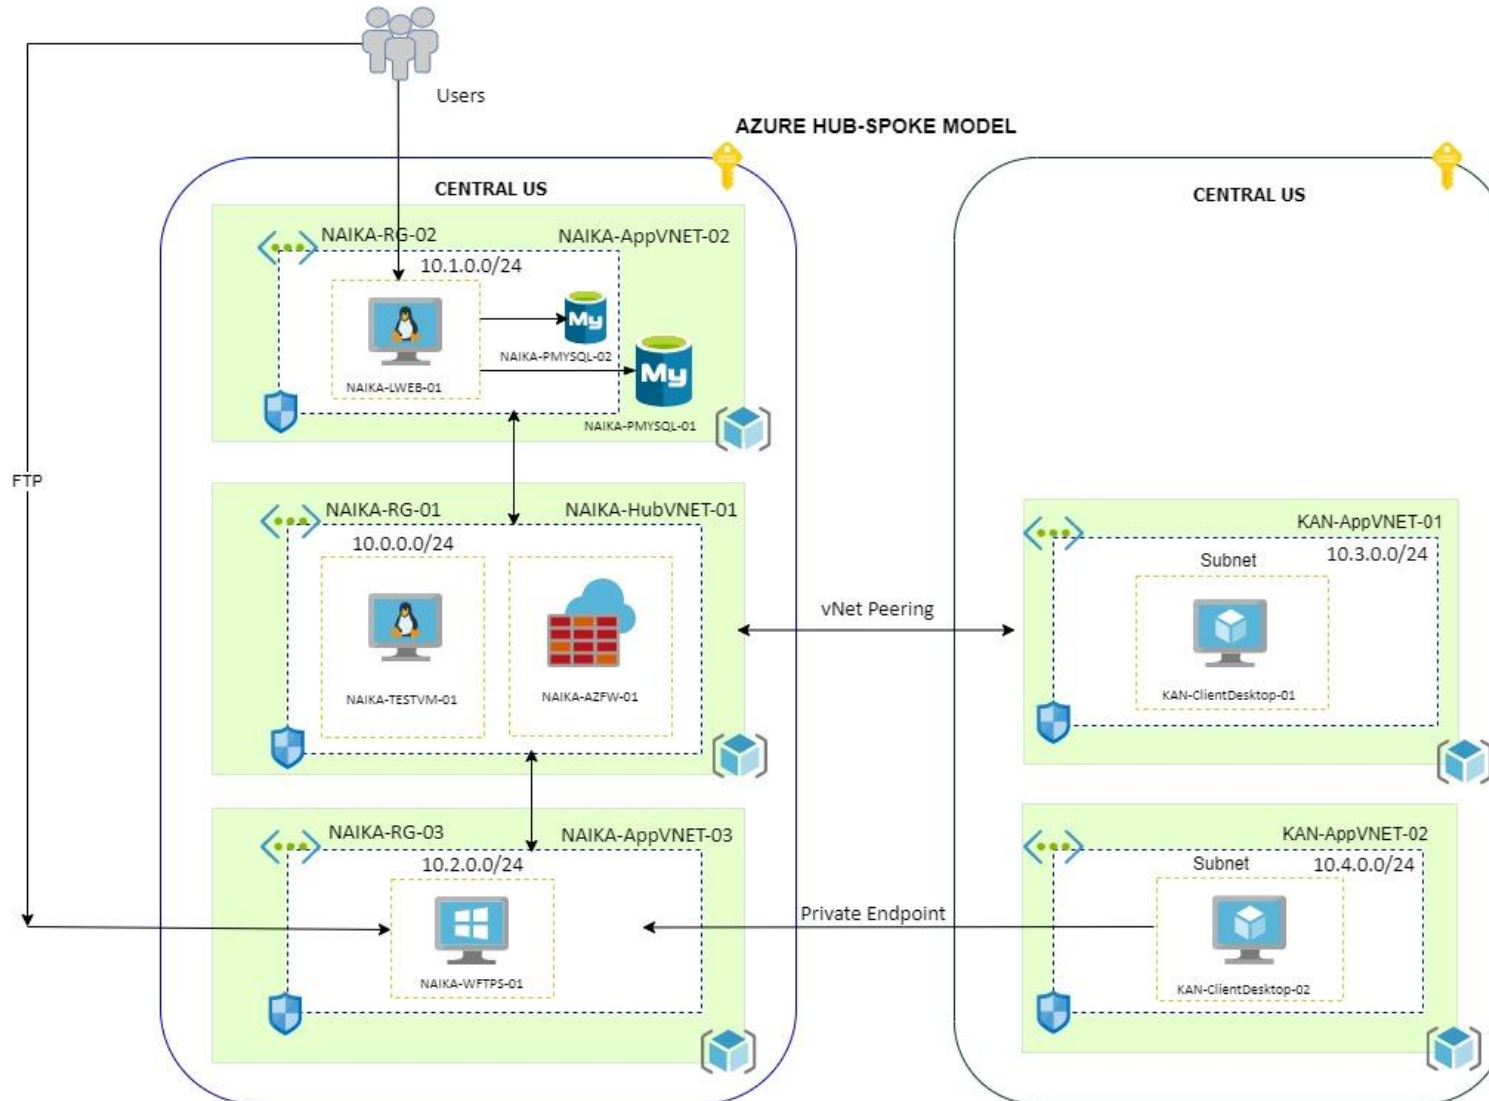 Users
AZURE HUB-SPOKE MODEL
CENTRAL US
NAIKA-RG-02
NAIKA-AppVNET-02
10.1.0.0/24
My
NAIKA-PMYSQL-02
My
NAIKA-LWEB-01
NAIKA-PMYSQL-01
FTP
NAIKA-RG-01
NAIKA-HubVNET-01
10.0.0.0/24
NAIKA-TESTVM-01
NAIKA-AZFW-01
NAIKA-RG-03
NAIKA-AppVNET-03
10.2.0.0/24
NAIKA-WFTPS-01
vNet Peering
Private Endpoint
CENTRAL US
KAN-AppVNET-01
Subnet
10.3.0.0/24
KAN-ClientDesktop-01
KAN-AppVNET-02
Subnet
10.4.0.0/24
KAN-ClientDesktop-02